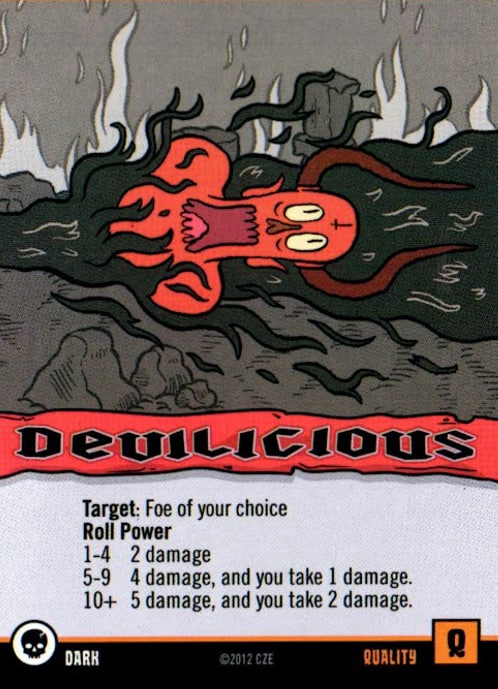 Devilicious
Target: Foe of your choice
Roll Power
1-4 2 damage
5-9 4 damage, and you take 1 damage.
10+ 5 damage, and you take 2 damage.
DARK ©2012 CZE QUALITY Q